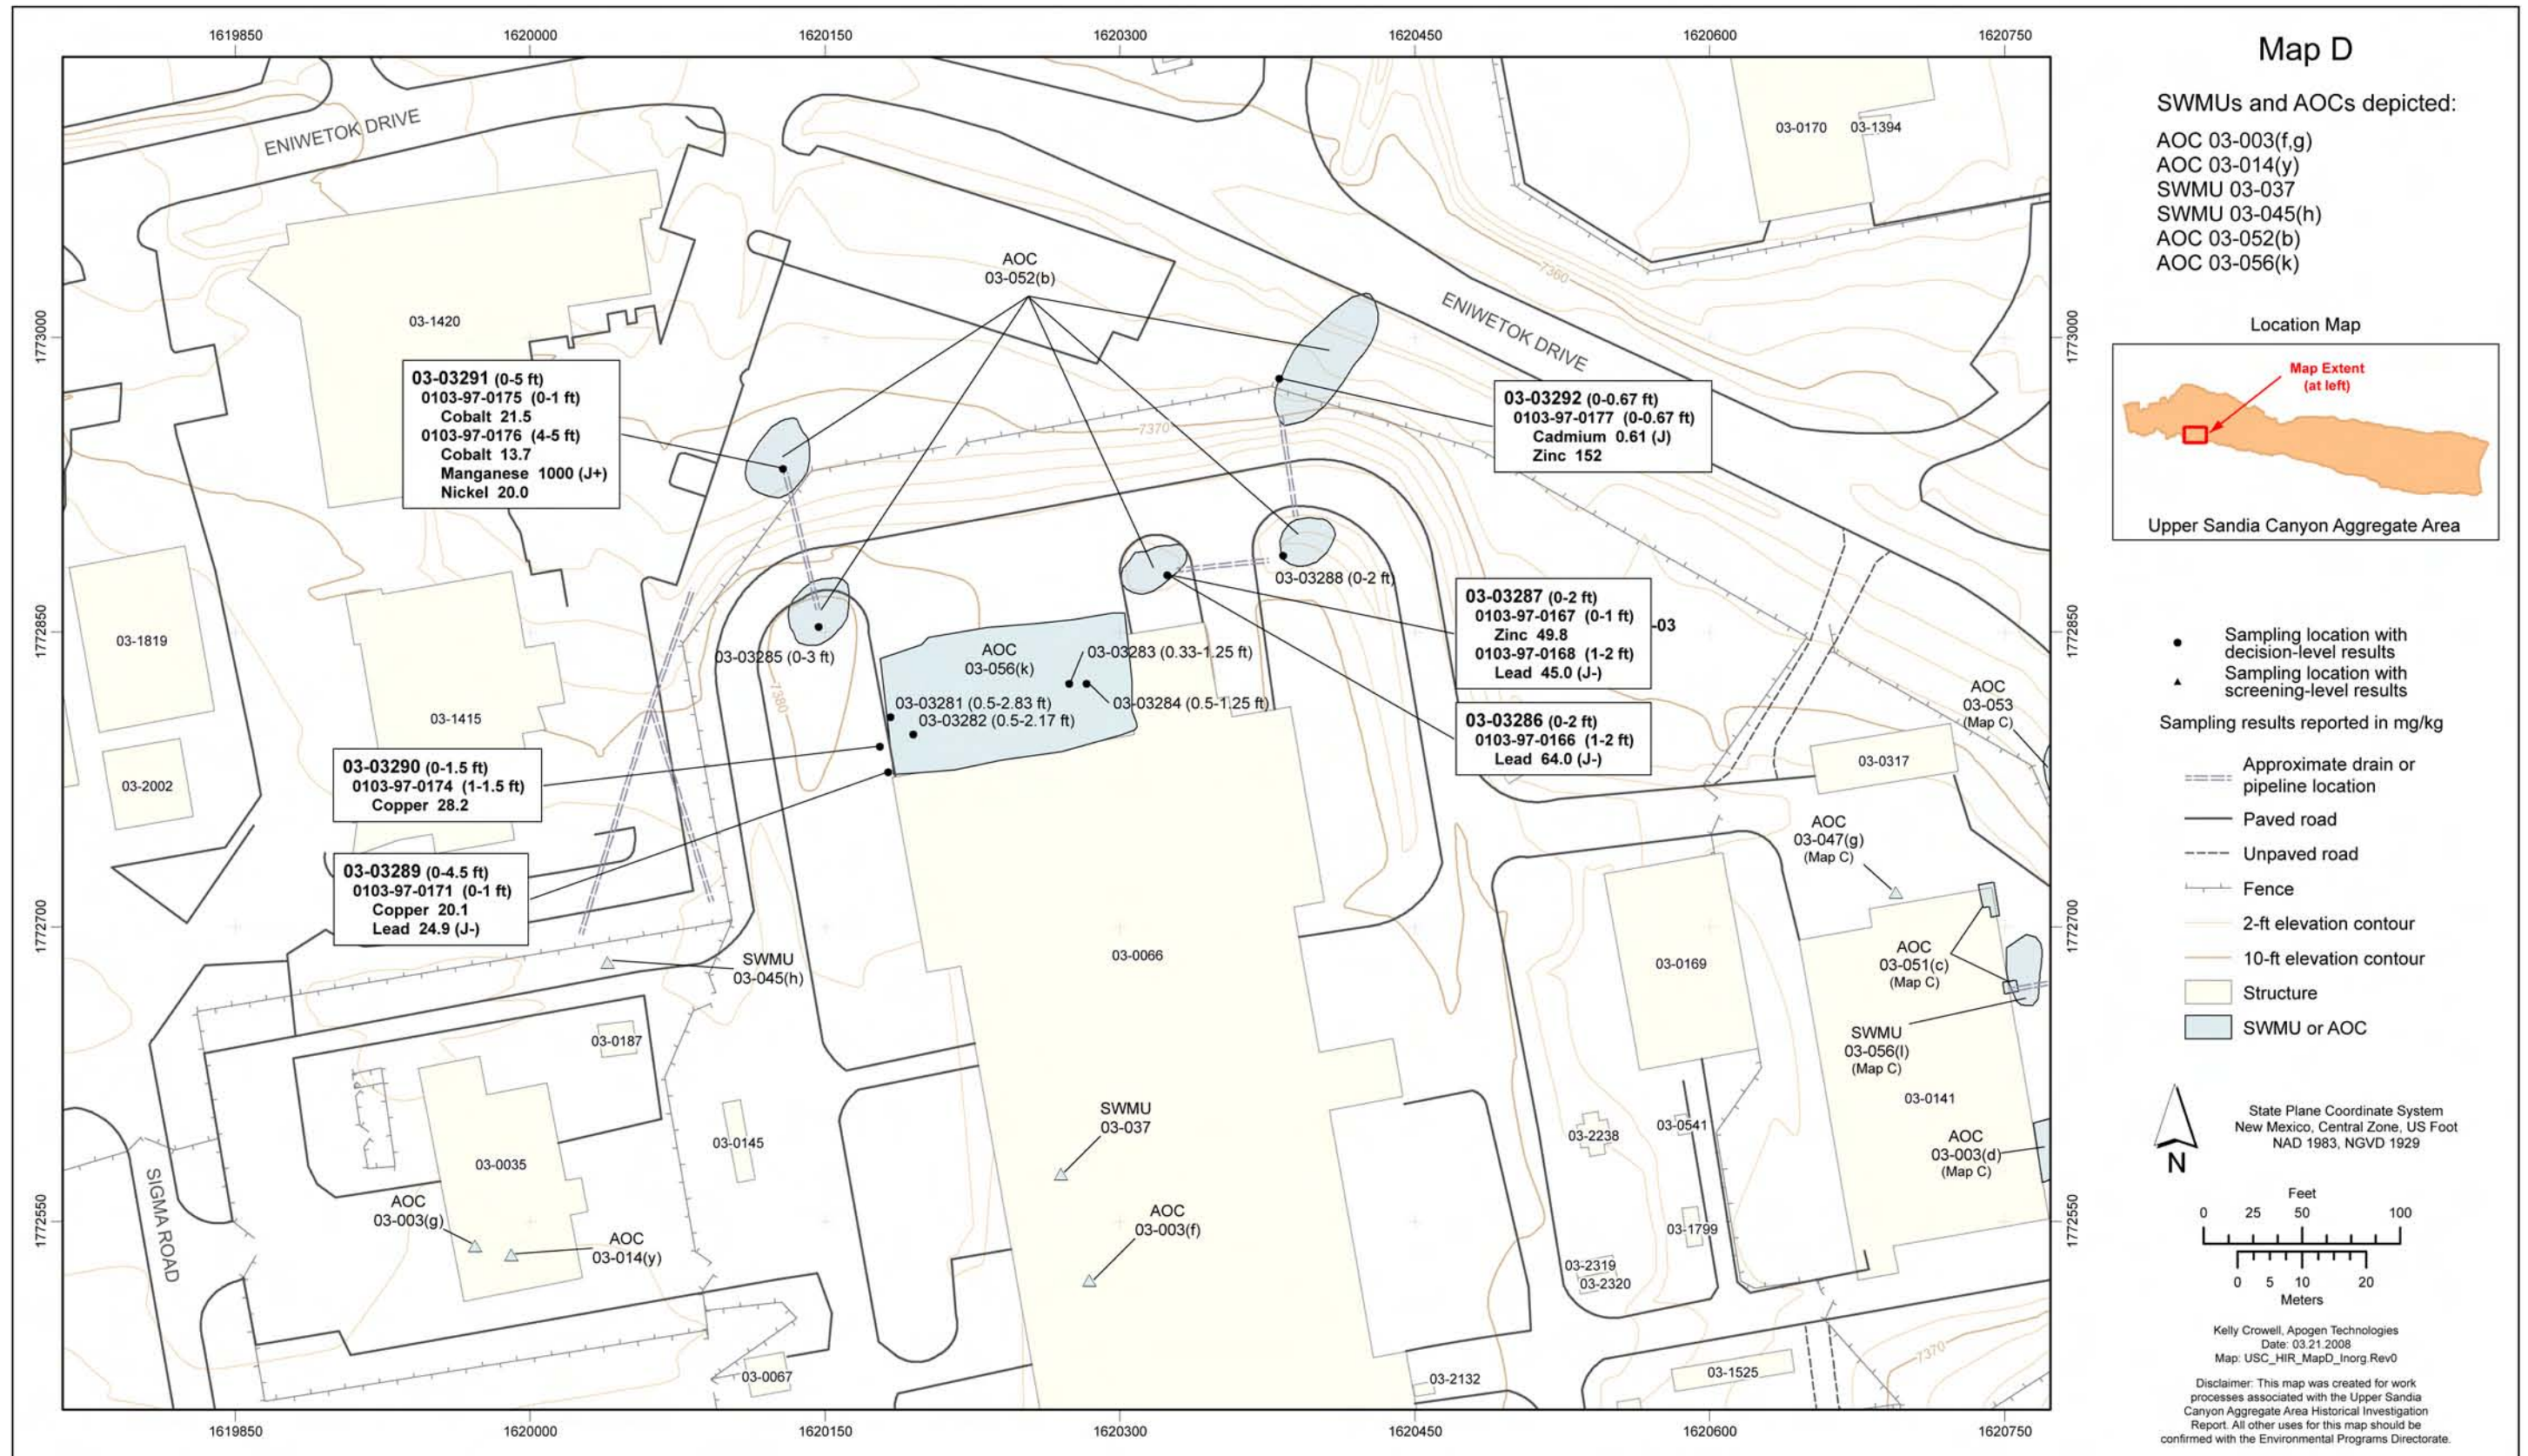 1619850
1620000
1620150
1620300
1620450
1620600
1620750
ENIWETOK DRIVE
03-0170
03-1394
AOC
03-052(b)
7360
1773000
1773000
03-1420
ENIWETOK DRIVE
03-03291 (0-5 ft)
0103-97-0175 (0-1 ft)
Cobalt 21.5
0103-97-0176 (4-5 ft)
Cobalt 13.7
Manganese 1000 (J+)
Nickel 20.0
03-03292 (0-0.67 ft)
0103-97-0177 (0-0.67 ft)
Cadmium 0.61 (J)
Zinc 152
7370
03-03288 (0-2 ft)
03-03287 (0-2 ft)
0103-97-0167 (0-1 ft)
Zinc 49.8
0103-97-0168 (1-2 ft)
Lead 45.0 (J-)
-03
1772850
1772850
03-1819
03-03285 (0-3 ft)
AOC
03-056(k)
03-03283 (0.33-1.25 ft)
7380
03-03281 (0.5-2.83 ft)
03-03284 (0.5-1.25 ft)
03-03282 (0.5-2.17 ft)
03-03286 (0-2 ft)
0103-97-0166 (1-2 ft)
Lead 64.0 (J-)
AOC
03-053
(Map C)
03-1415
03-2002
03-0317
03-03290 (0-1.5 ft)
0103-97-0174 (1-1.5 ft)
Copper 28.2
AOC
03-047(g)
(Map C)
03-03289 (0-4.5 ft)
0103-97-0171 (0-1 ft)
Copper 20.1
Lead 24.9 (J-)
1772700
1772700
SWMU
03-045(h)
03-0066
03-0169
AOC
03-051(c)
(Map C)
03-0187
SWMU
03-056(l)
(Map C)
03-0141
SWMU
03-037
03-0145
03-2238
03-0541
AOC
03-003(d)
(Map C)
03-0035
SIGMA ROAD
AOC
03-003(g)
AOC
03-014(y)
AOC
03-003(f)
03-1799
1772550
1772550
03-2319
03-2320
03-0067
03-2132
03-1525
7370
1619850
1620000
1620150
1620300
1620450
1620600
1620750
Map D
SWMUs and AOCs depicted:
AOC 03-003(f,g)
AOC 03-014(y)
SWMU 03-037
SWMU 03-045(h)
AOC 03-052(b)
AOC 03-056(k)
Location Map
Map Extent
(at left)
Upper Sandia Canyon Aggregate Area
Sampling location with
decision-level results
Sampling location with
screening-level results
Sampling results reported in mg/kg
Approximate drain or
pipeline location
Paved road
Unpaved road
Fence
2-ft elevation contour
10-ft elevation contour
Structure
SWMU or AOC
N
State Plane Coordinate System
New Mexico, Central Zone, US Foot
NAD 1983, NGVD 1929
Feet
0 25 50 100
0 5 10 20
Meters
Kelly Crowell, Apogen Technologies
Date: 03.21.2008
Map: USC_HIR_MapD_Inorg.Rev0
Disclaimer: This map was created for work
processes associated with the Upper Sandia
Canyon Aggregate Area Historical Investigation
Report. All other uses for this map should be
confirmed with the Environmental Programs Directorate.